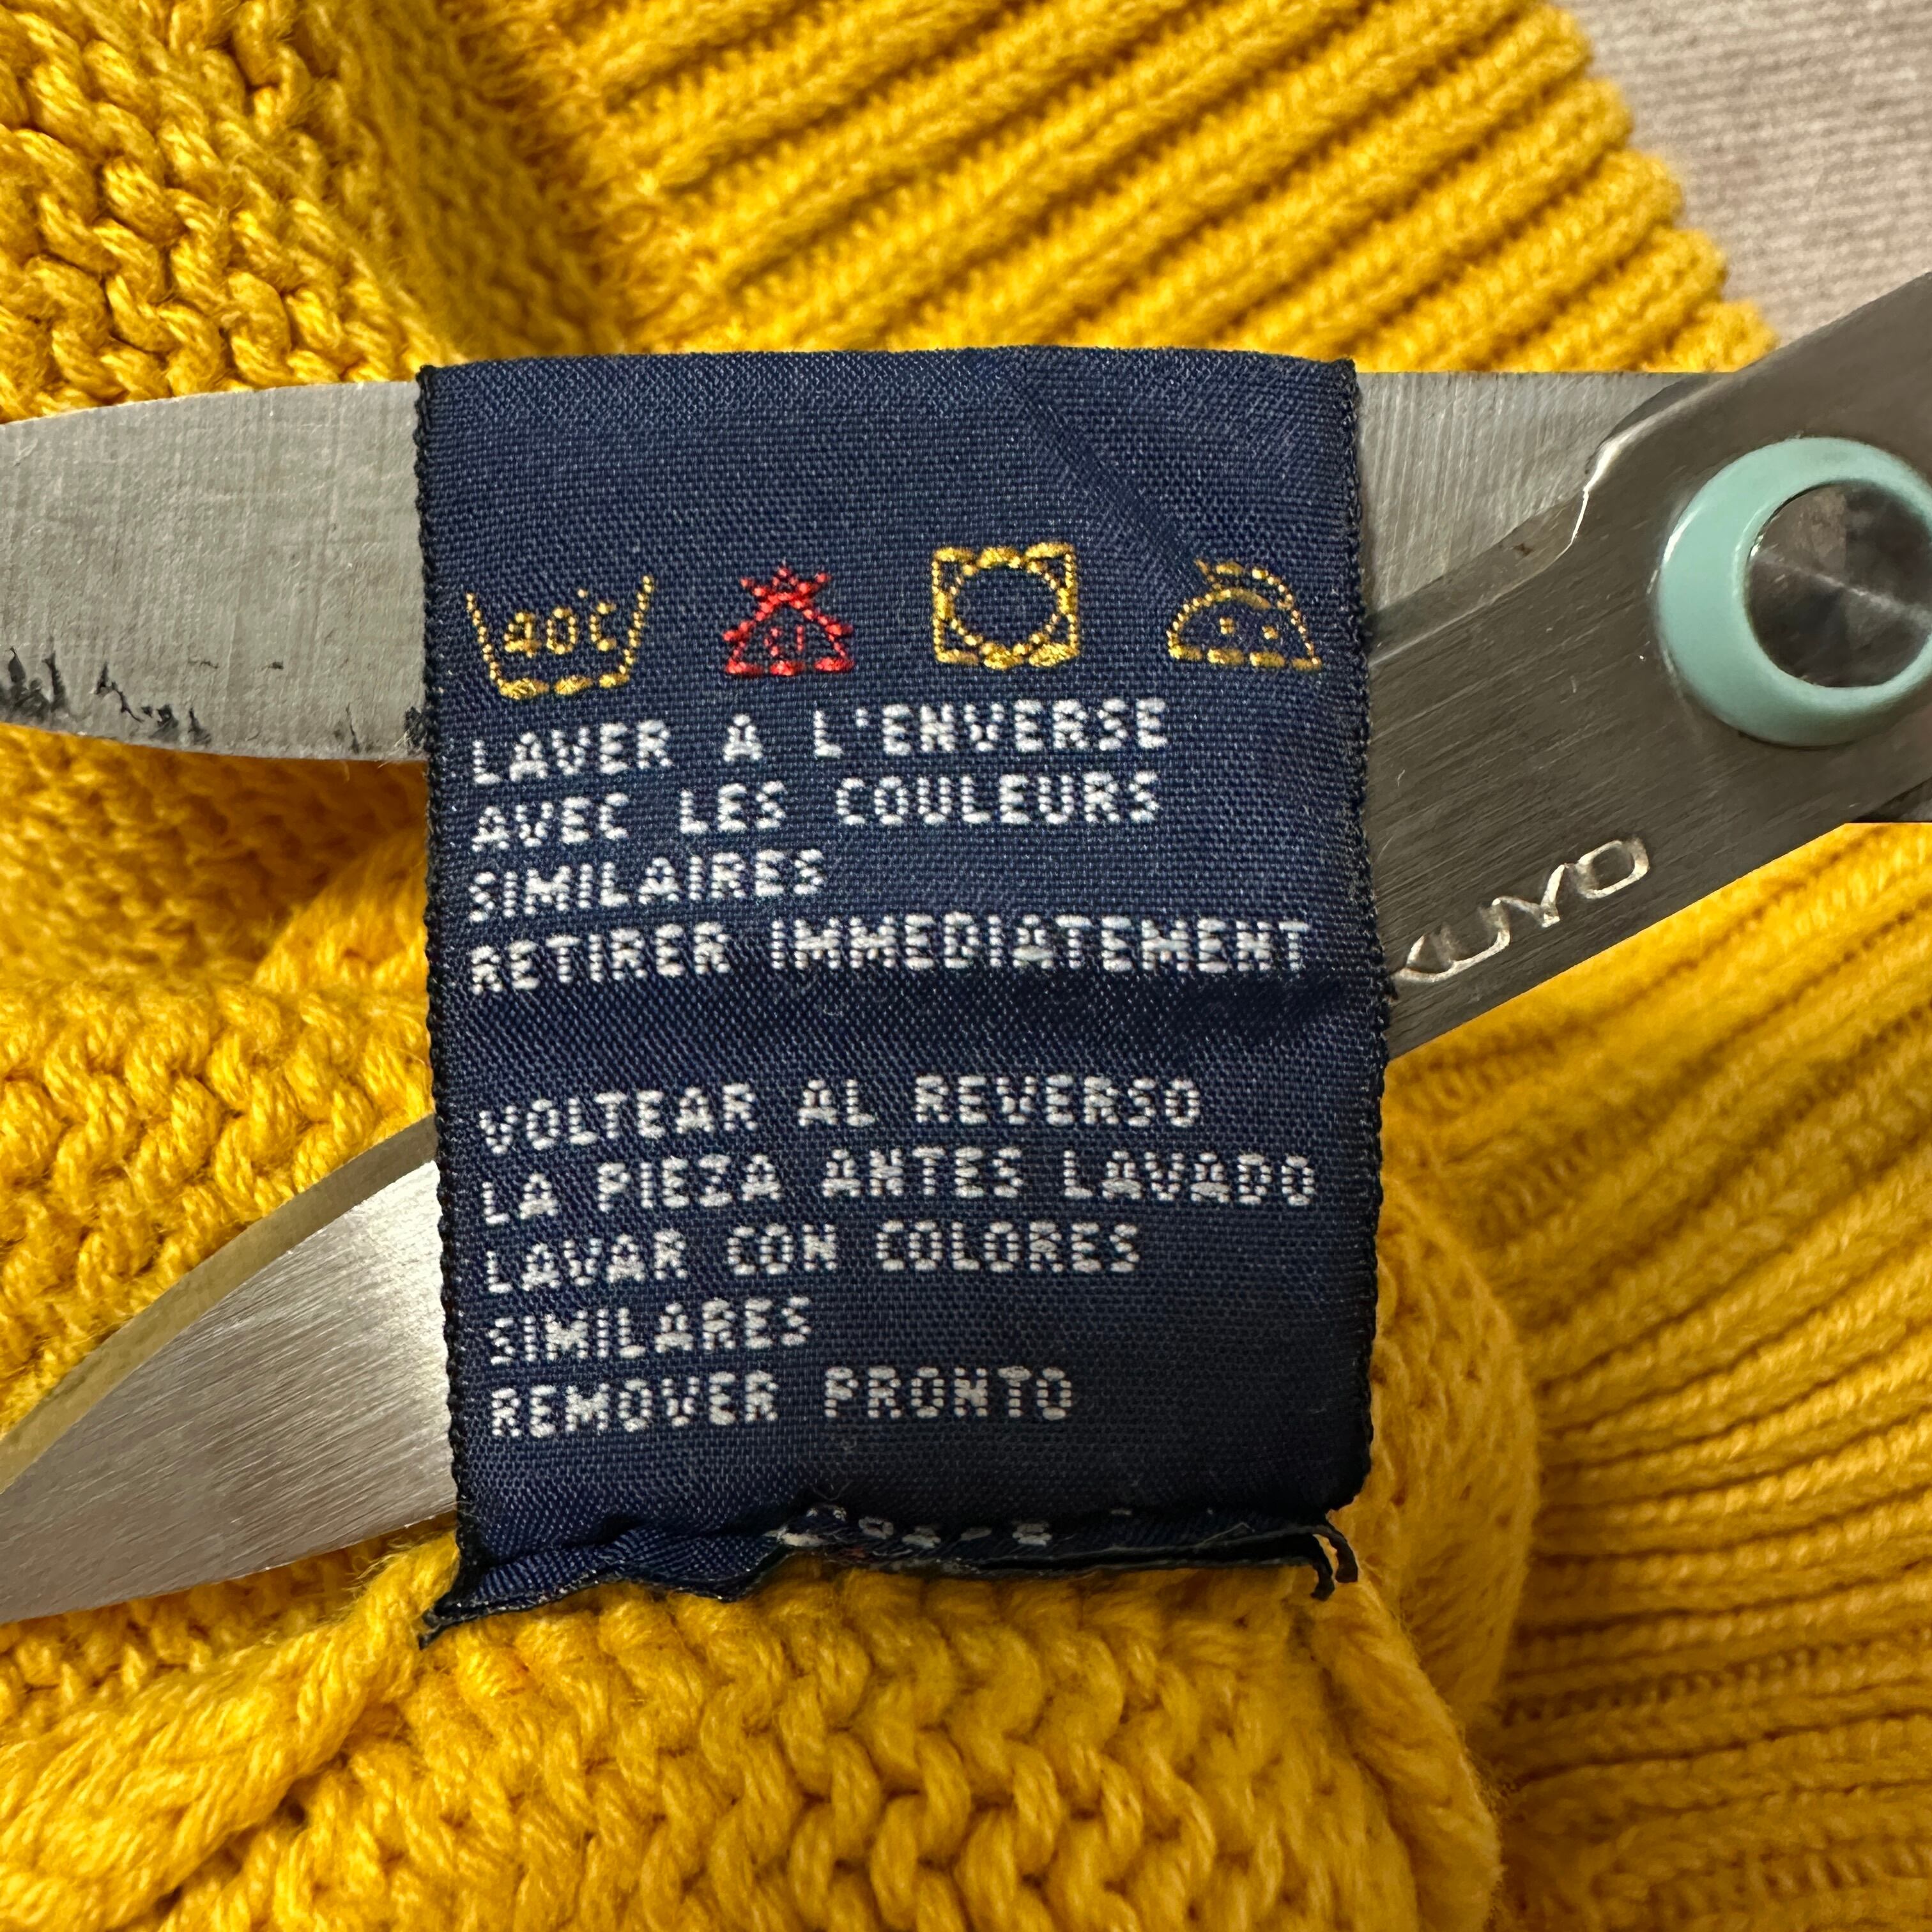 40°C
Cl
LAVER A L'ENVERSE
AVEC LES COULEURS
SIMILAIRES
RETIRER IMMEDIATEMENT
VOLTEAR AL REVERSO
LA PIEZA ANTES LAVADO
LAVAR CON COLORES
SIMILARES
REMOVER PRONTO